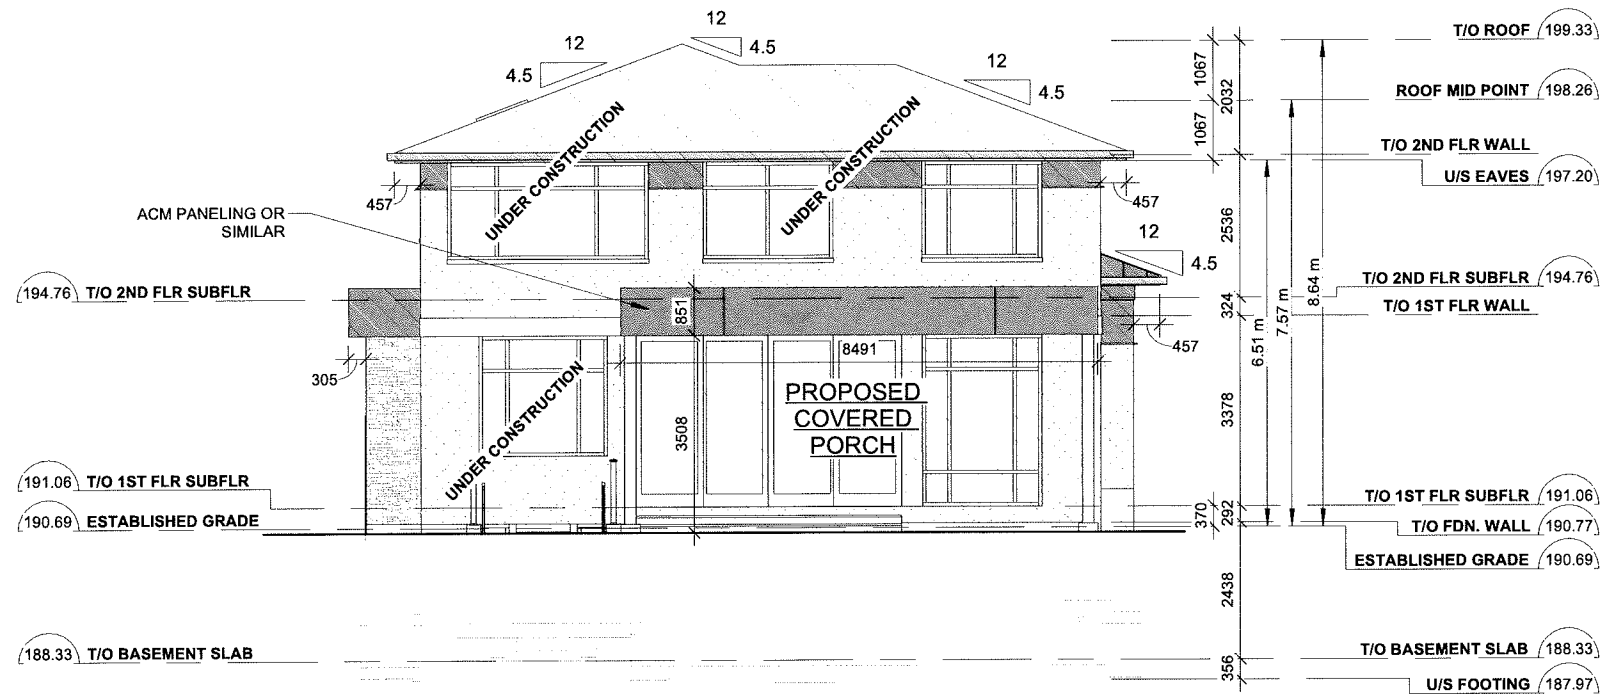 12
4.5
12
4.5
12
4.5
T/O ROOF 199.33
1067
2032
ROOF MID POINT 198.26
1067
T/O 2ND FLR WALL
U/S EAVES 197.20
UNDER CONSTRUCTION
UNDER CONSTRUCTION
457
457
ACM PANELING OR
SIMILAR
2536
12
4.5
194.76 T/O 2ND FLR SUBFLR
T/O 2ND FLR SUBFLR 194.76
T/O 1ST FLR WALL
851
324
6.51 m
7.57 m
8.64 m
8491
457
305
UNDER CONSTRUCTION
PROPOSED
COVERED
PORCH
3508
3378
191.06 T/O 1ST FLR SUBFLR
T/O 1ST FLR SUBFLR 191.06
190.69 ESTABLISHED GRADE
370
292
T/O FDN. WALL 190.77
ESTABLISHED GRADE 190.69
2438
188.33 T/O BASEMENT SLAB
T/O BASEMENT SLAB 188.33
356
U/S FOOTING 187.97